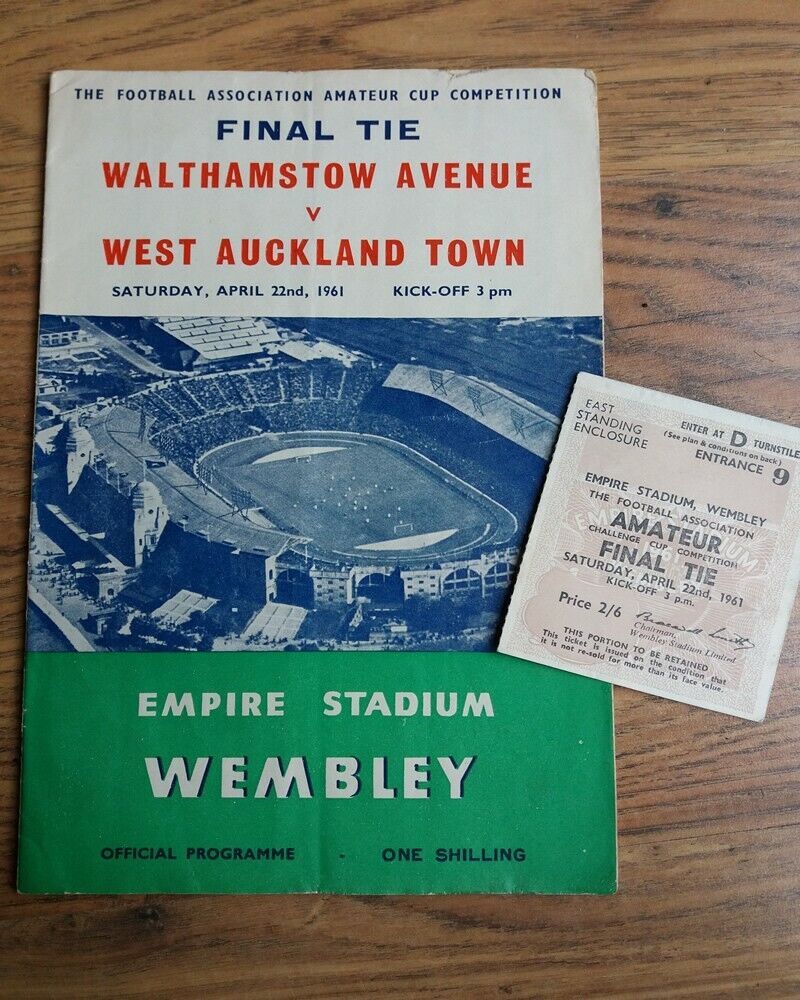 THE FOOTBALL ASSOCIATION AMATEUR CUP COMPETITION
FINAL TIE
WALTHAMSTOW AVENUE
V
WEST AUCKLAND TOWN
SATURDAY, APRIL 22nd, 1961 KICK-OFF 3 pm
EMPIRE STADIUM
WEMBLEY
OFFICIAL PROGRAMME - ONE SHILLING
EAST
STANDING
ENCLOSURE
ENTER AT D TURNSTILE
(See plan & conditions on back)
ENTRANCE 9
EMPIRE STADIUM, WEMBLEY
THE FOOTBALL ASSOCIATION
AMATEUR
CHALLENGE CUP COMPETITION
FINAL TIE
SATURDAY, APRIL 22nd, 1961
KICK-OFF 3 p.m.
Price 2/6
Chairman,
Wembley Stadium Limited
THIS PORTION TO BE RETAINED
This ticket is issued on the condition that
it is not re-sold for more than its face value.